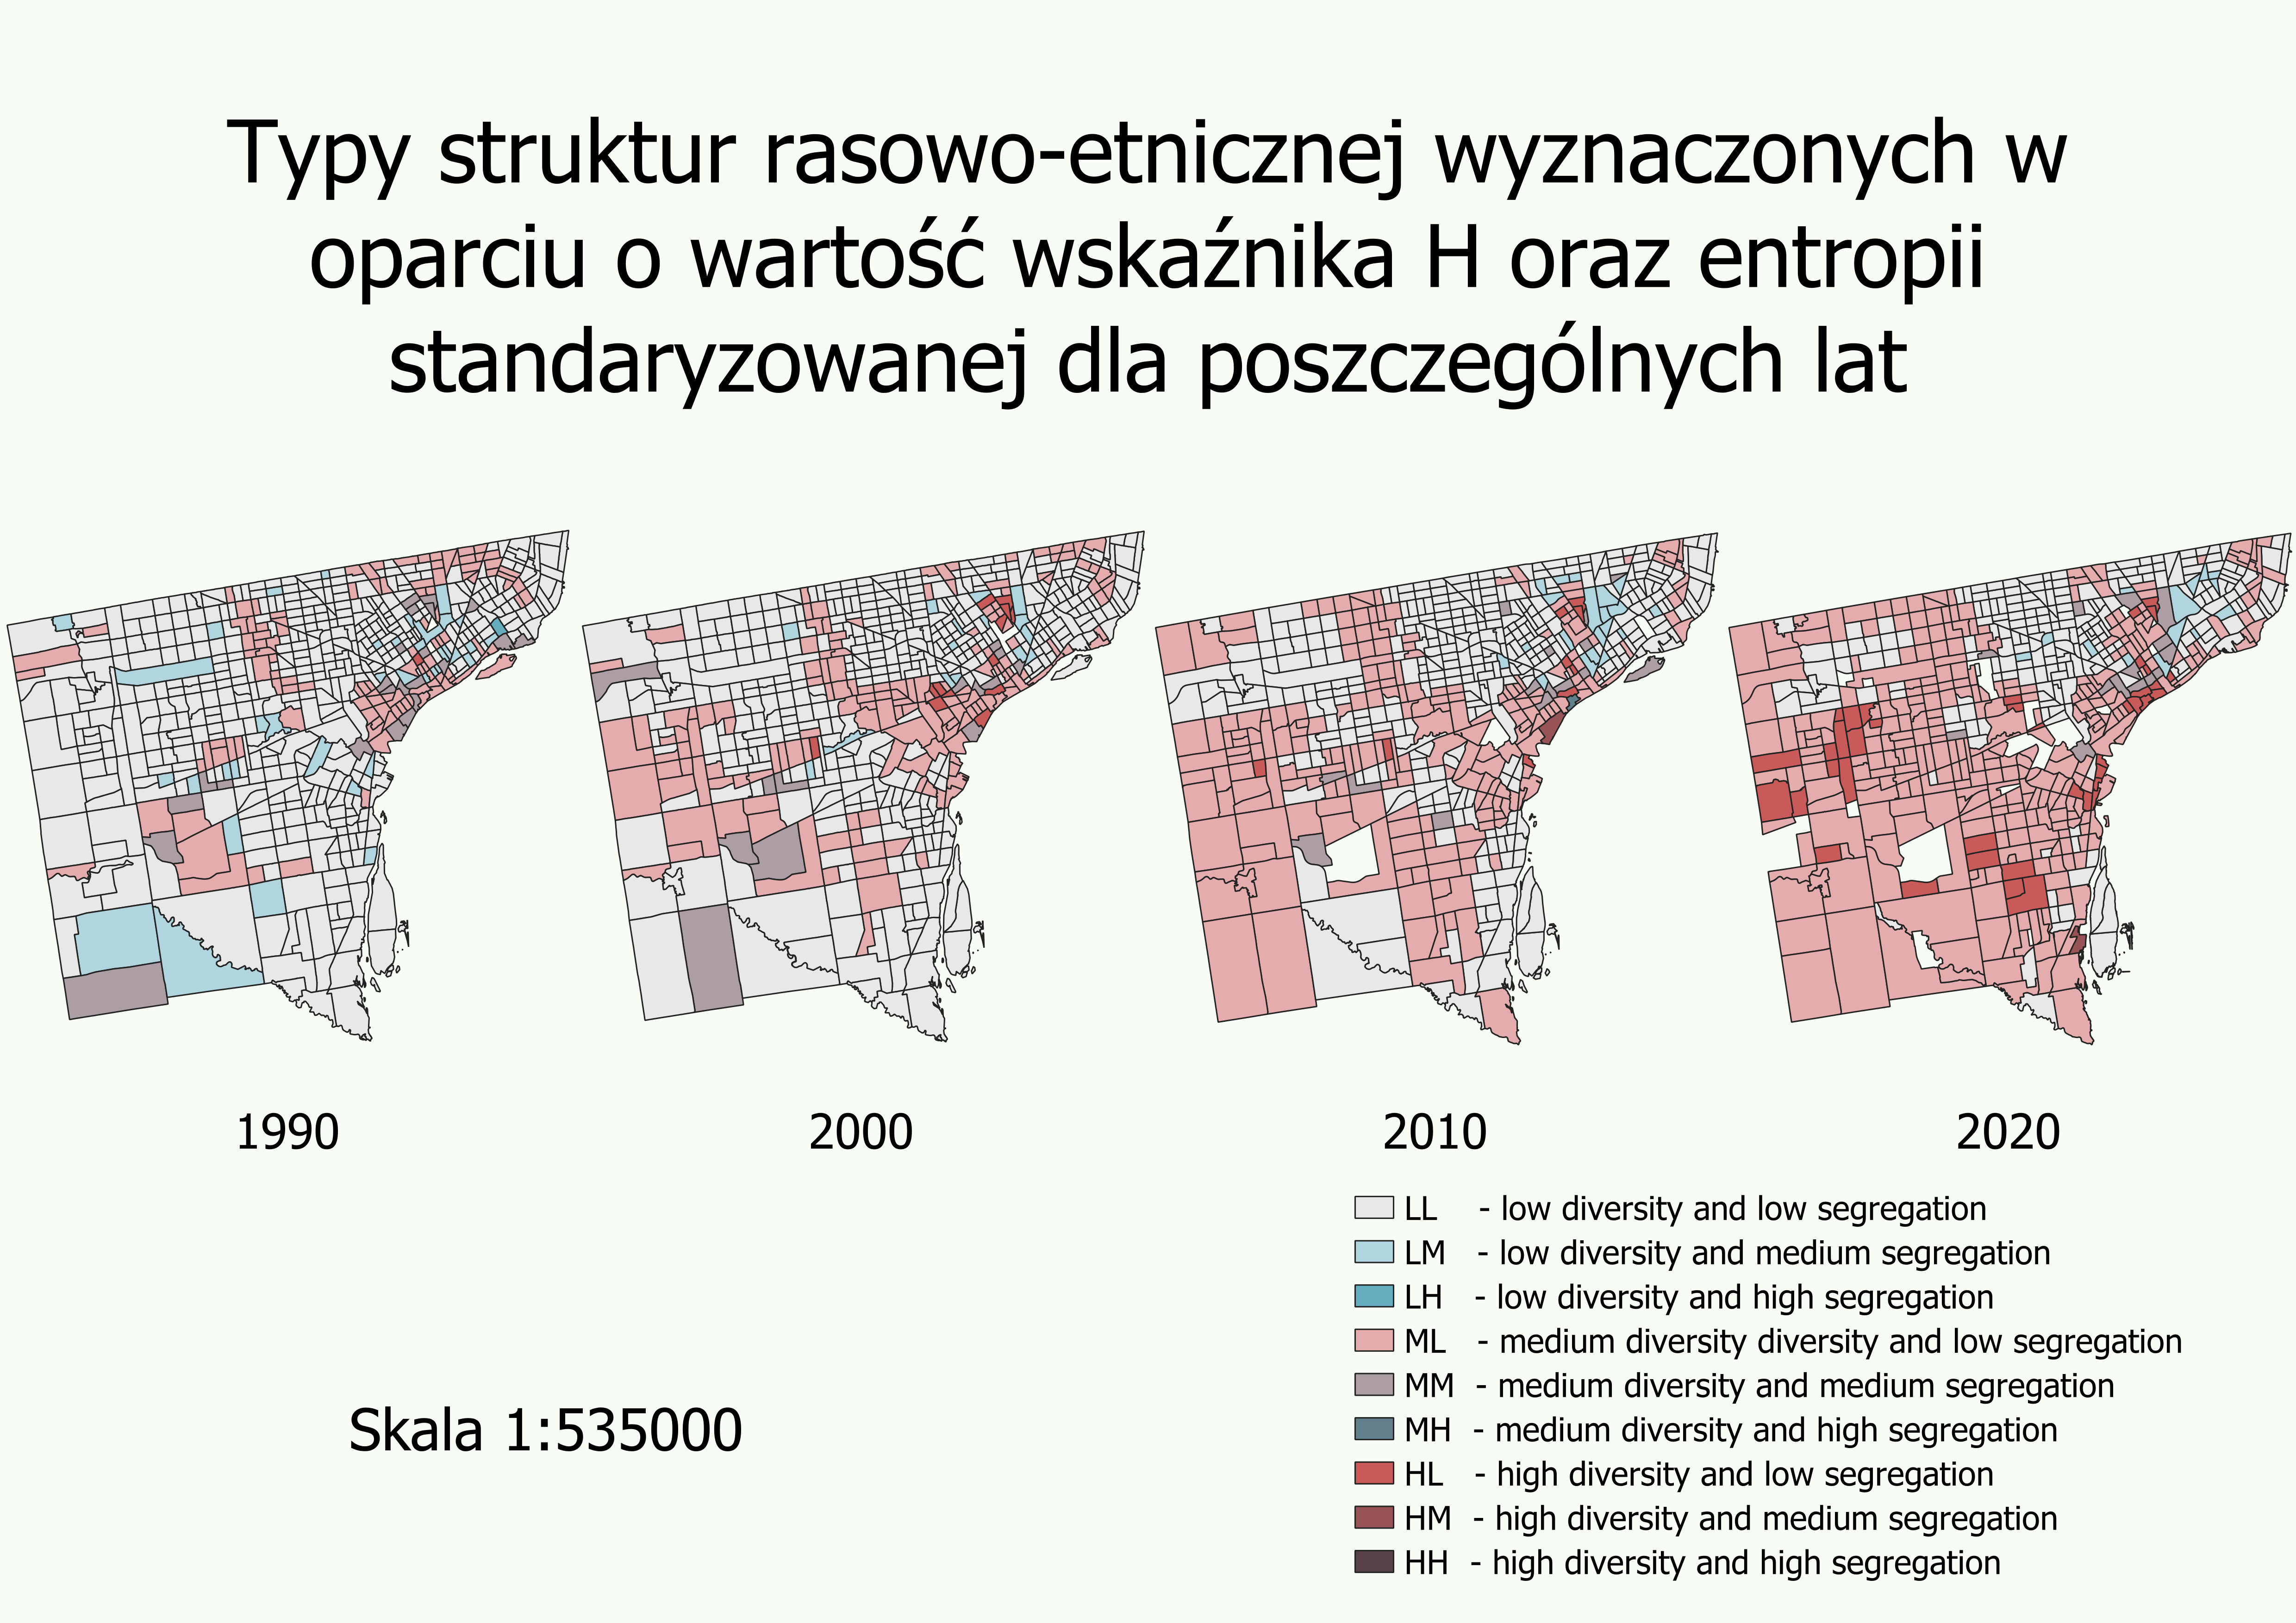 Typy struktur rasowo-etnicznej wyznaczonych w
oparciu o wartość wskaźnika H oraz entropii
standaryzowanej dla poszczególnych lat
1990
2000
2010
2020
LL - low diversity and low segregation
LM - low diversity and medium segregation
LH - low diversity and high segregation
ML - medium diversity diversity and low segregation
MM - medium diversity and medium segregation
MH - medium diversity and high segregation
HL - high diversity and low segregation
HM - high diversity and medium segregation
HH - high diversity and high segregation
Skala 1:535000